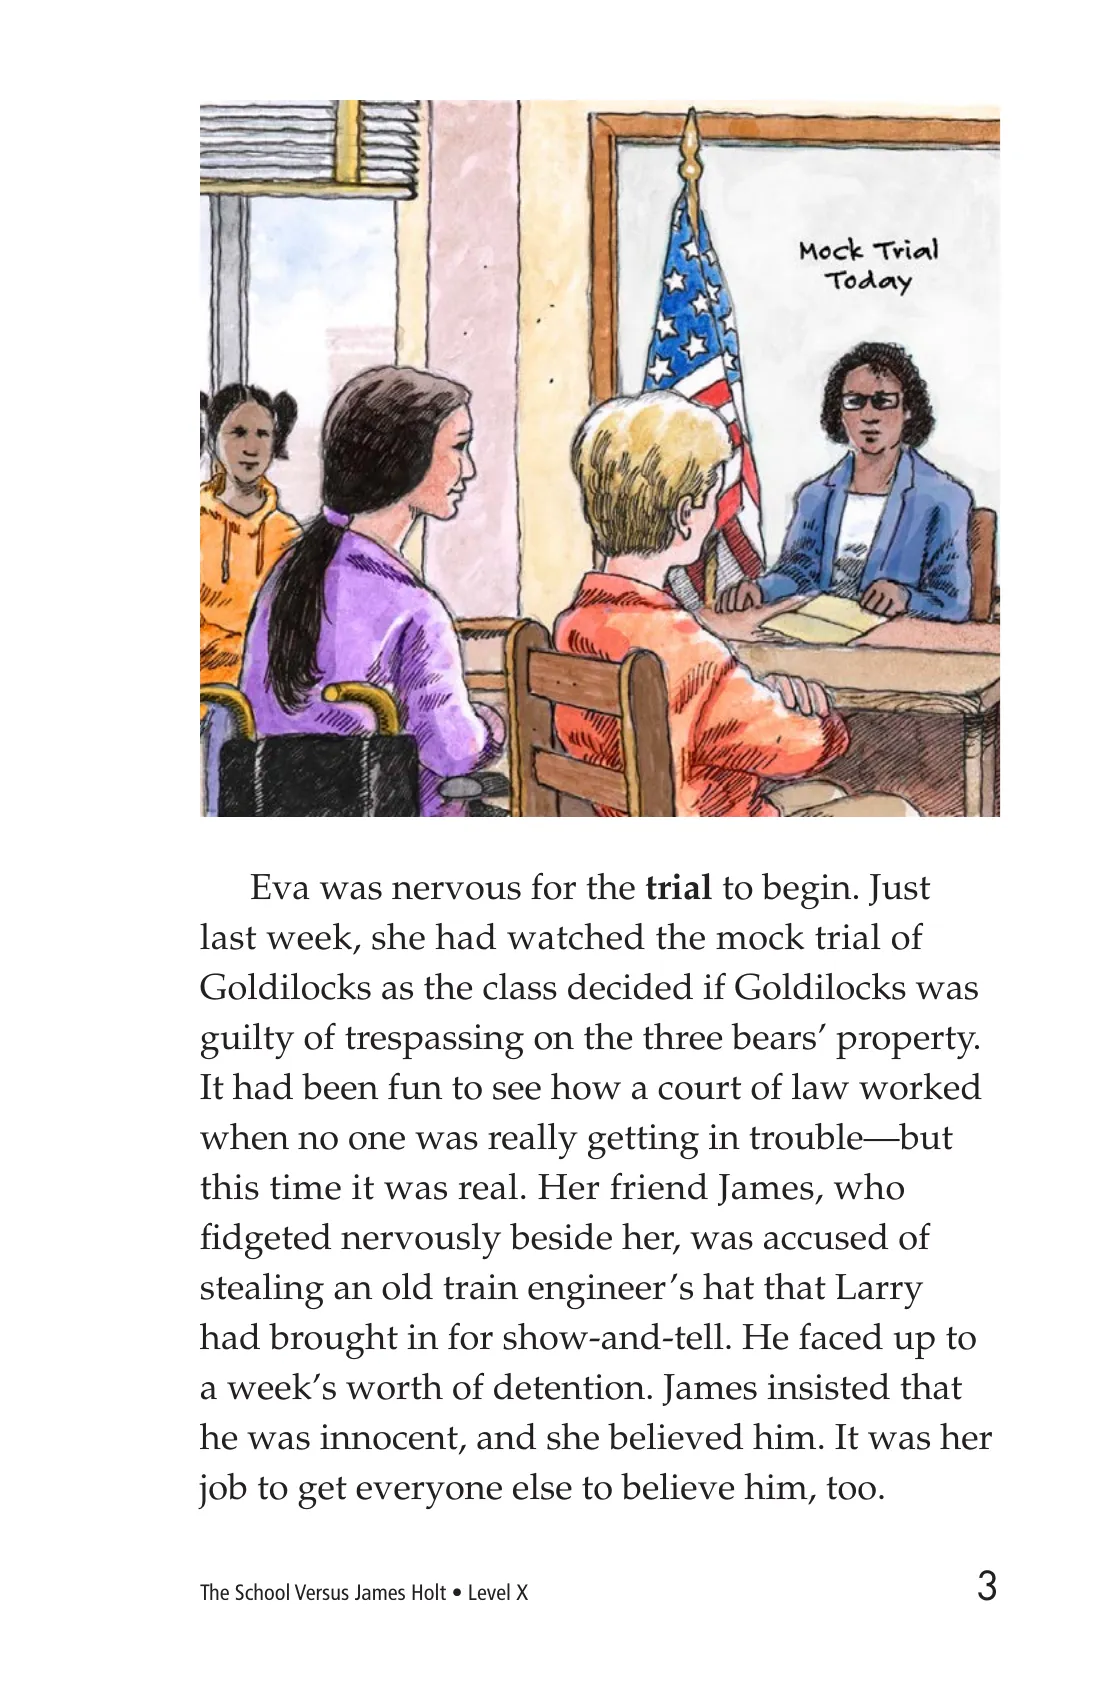 Mock Trial
Today
Eva was nervous for the trial to begin. Just
last week, she had watched the mock trial of
Goldilocks as the class decided if Goldilocks was
guilty of trespassing on the three bears’ property.
It had been fun to see how a court of law worked
when no one was really getting in trouble—but
this time it was real. Her friend James, who
fidgeted nervously beside her, was accused of
stealing an old train engineer’s hat that Larry
had brought in for show-and-tell. He faced up to
a week’s worth of detention. James insisted that
he was innocent, and she believed him. It was her
job to get everyone else to believe him, too.
The School Versus James Holt • Level X
3